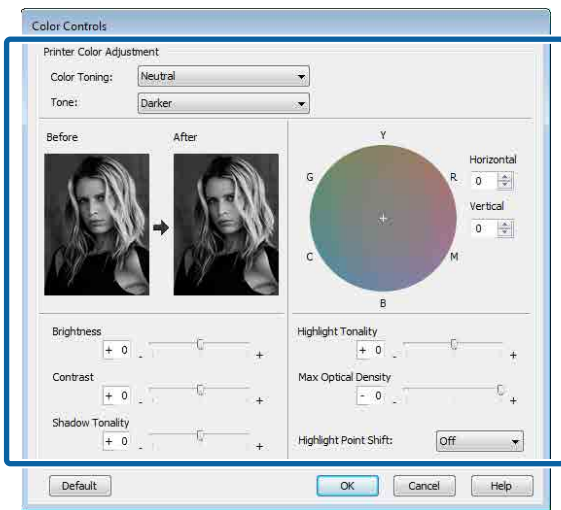 Color Controls
Printer Color Adjustment
Color Toning: Neutral
Tone: Darker
Before After
Y
G R
C M
B
Horizontal
0
Vertical
0
Brightness
+ 0 - +
Contrast
+ 0 - +
Shadow Tonality
+ 0 - +
Highlight Tonality
+ 0 - +
Max Optical Density
- 0 - +
Highlight Point Shift: Off
Default OK Cancel Help